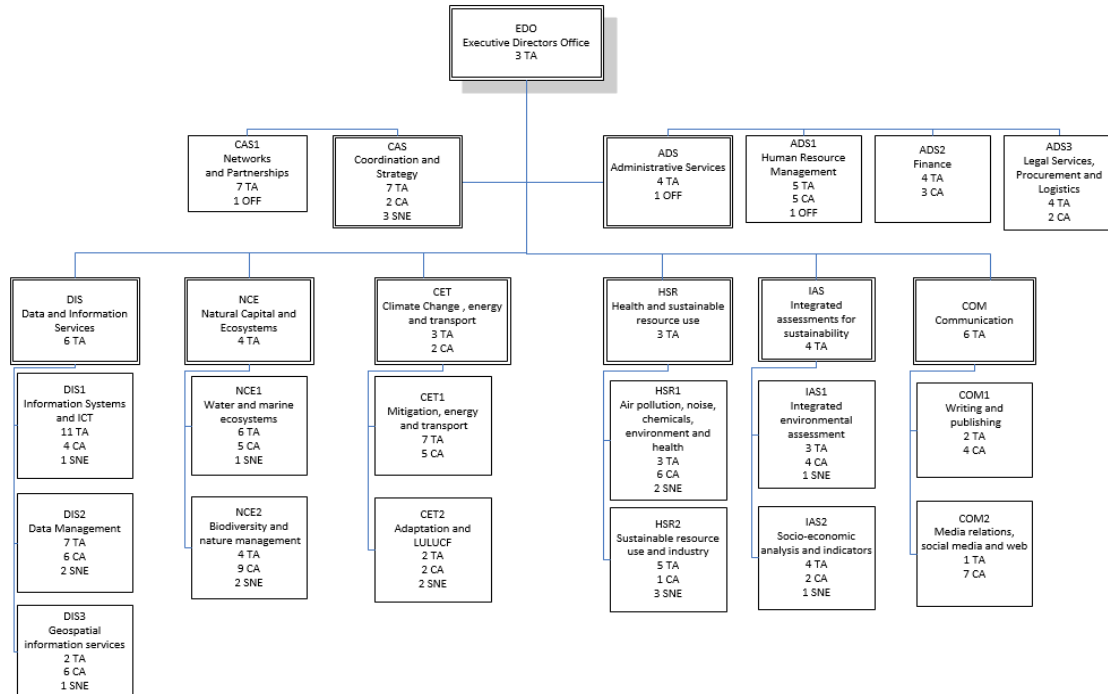 EDO
Executive Directors Office
3 TA
CAS1
Networks
and Partnerships
7 TA
1 OFF
CAS
Coordination and
Strategy
7 TA
2 CA
3 SNE
ADS
Administrative Services
4 TA
1 OFF
ADS1
Human Resource
Management
5 TA
5 CA
1 OFF
ADS2
Finance
4 TA
3 CA
ADS3
Legal Services,
Procurement and
Logistics
4 TA
2 CA
DIS
Data and Information
Services
6 TA
NCE
Natural Capital and
Ecosystems
4 TA
CET
Climate Change , energy
and transport
3 TA
2 CA
HSR
Health and sustainable
resource use
3 TA
IAS
Integrated
assessments for
sustainability
4 TA
COM
Communication
6 TA
DIS1
Information Systems
and ICT
11 TA
4 CA
1 SNE
NCE1
Water and marine
ecosystems
6 TA
5 CA
1 SNE
CET1
Mitigation, energy
and transport
7 TA
5 CA
HSR1
Air pollution, noise,
chemicals,
environment and
health
3 TA
6 CA
2 SNE
IAS1
Integrated
environmental
assessment
3 TA
4 CA
1 SNE
COM1
Writing and
publishing
2 TA
4 CA
DIS2
Data Management
7 TA
6 CA
2 SNE
NCE2
Biodiversity and
nature management
4 TA
9 CA
2 SNE
CET2
Adaptation and
LULUCF
2 TA
2 CA
2 SNE
HSR2
Sustainable resource
use and industry
5 TA
1 CA
3 SNE
IAS2
Socio-economic
analysis and indicators
4 TA
2 CA
1 SNE
COM2
Media relations,
social media and web
1 TA
7 CA
DIS3
Geospatial
information services
2 TA
6 CA
1 SNE